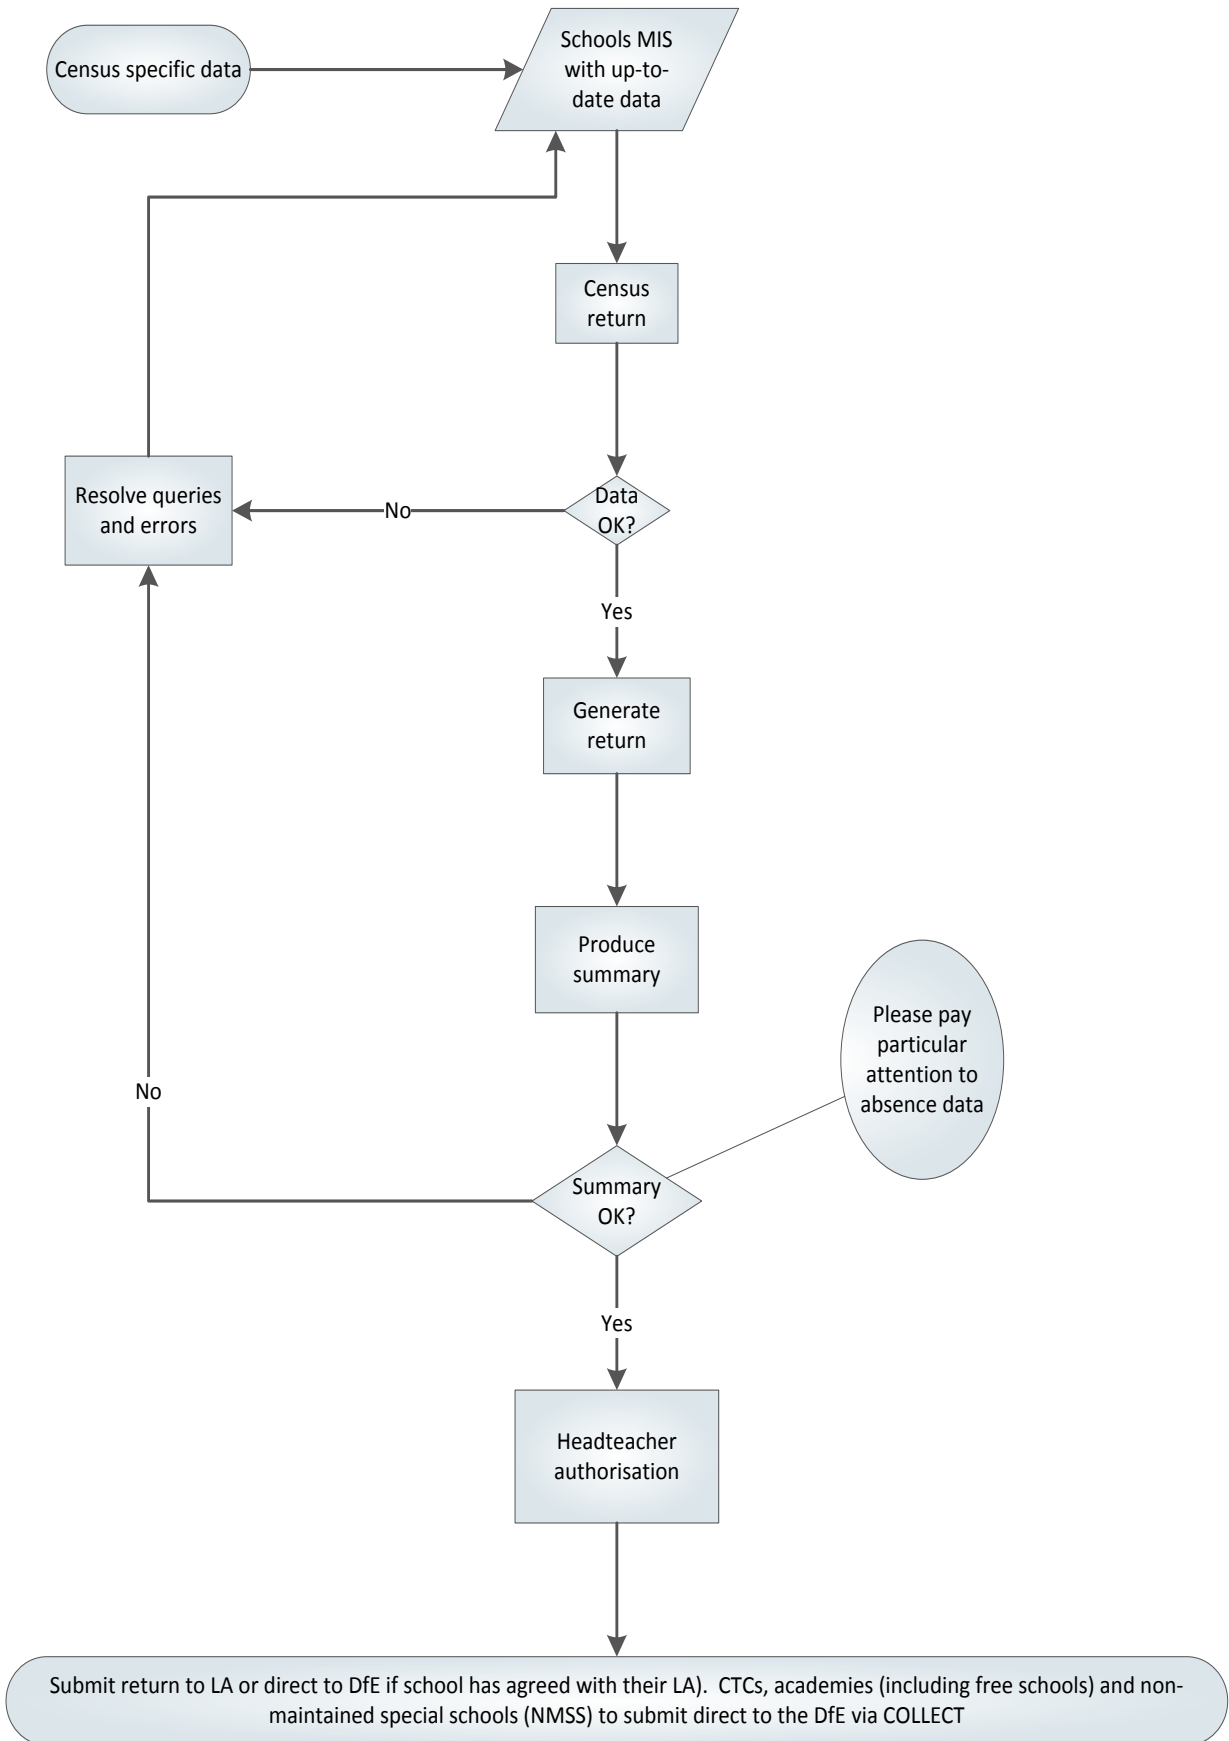 Census specific data
Schools MIS
with up-to-
date data
Census
return
Resolve queries
and errors
No
Data
OK?
Yes
Generate
return
Produce
summary
Please pay
particular
attention to
absence data
No
Summary
OK?
Yes
Headteacher
authorisation
Submit return to LA or direct to DfE if school has agreed with their LA).  CTCs, academies (including free schools) and non-
maintained special schools (NMSS) to submit direct to the DfE via COLLECT